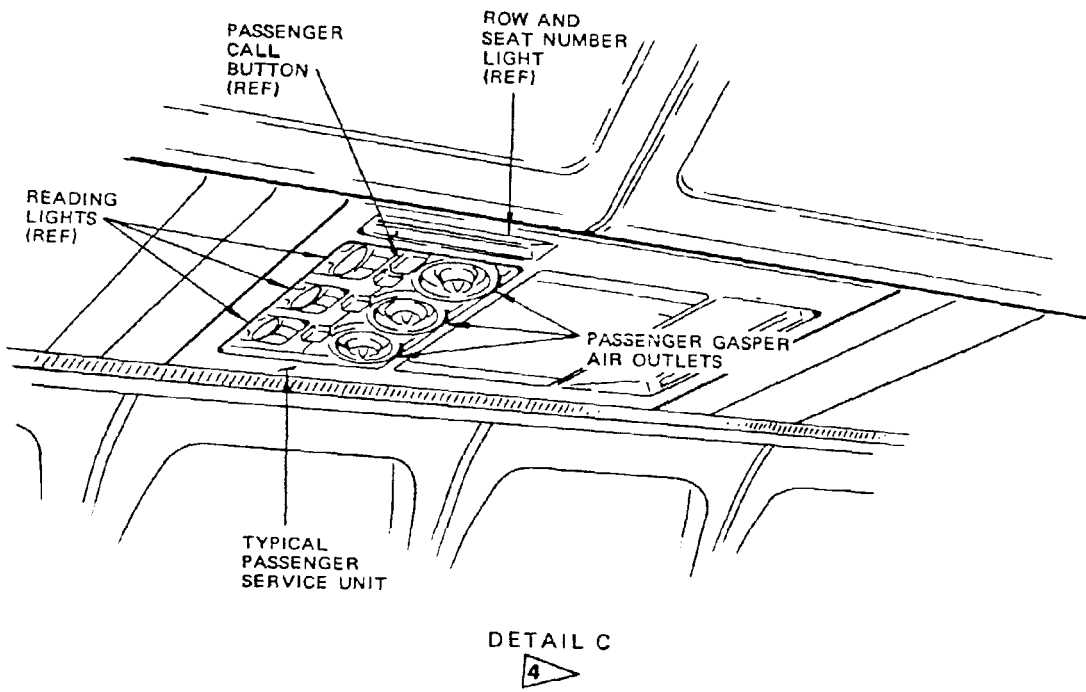 PASSENGER
CALL
BUTTON
(REF)
ROW AND
SEAT NUMBER
LIGHT
(REF)
READING
LIGHTS
(REF)
PASSENGER GASPER
AIR OUTLETS
TYPICAL
PASSENGER
SERVICE UNIT
DETAIL C
4